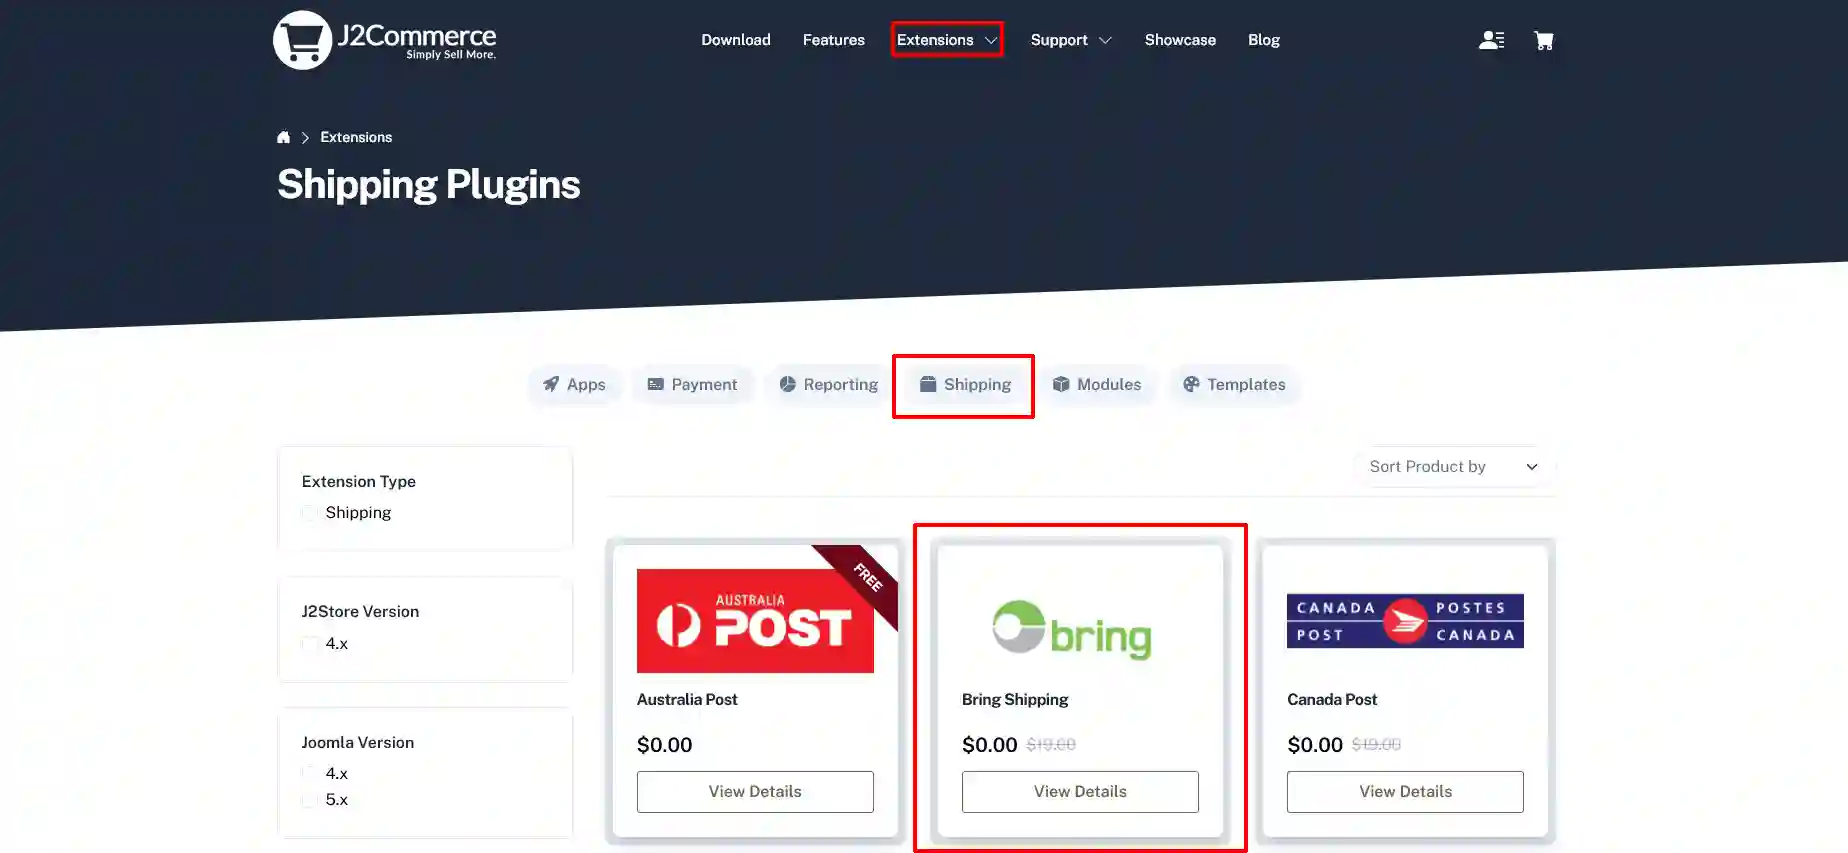 J2Commerce
Simply Sell More.
Download Features Extensions Support Showcase Blog
Extensions
Shipping Plugins
Apps Payment Reporting Shipping Modules Templates
Sort Product by
Extension Type
Shipping
J2Store Version
4.x
Joomla Version
4.x
5.x
FREE
AUSTRALIA
POST
Australia Post
$0.00
View Details
bring
Bring Shipping
$0.00 $19.00
View Details
CANADA POSTES
POST CANADA
Canada Post
$0.00 $19.00
View Details